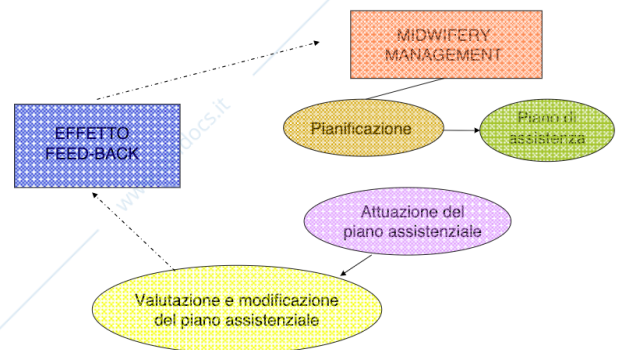 MIDWIFERY
MANAGEMENT
EFFETTO
FEED-BACK
Pianificazione
Piano di
assistenza
Attuazione del
piano assistenziale
Valutazione e modificazione
del piano assistenziale